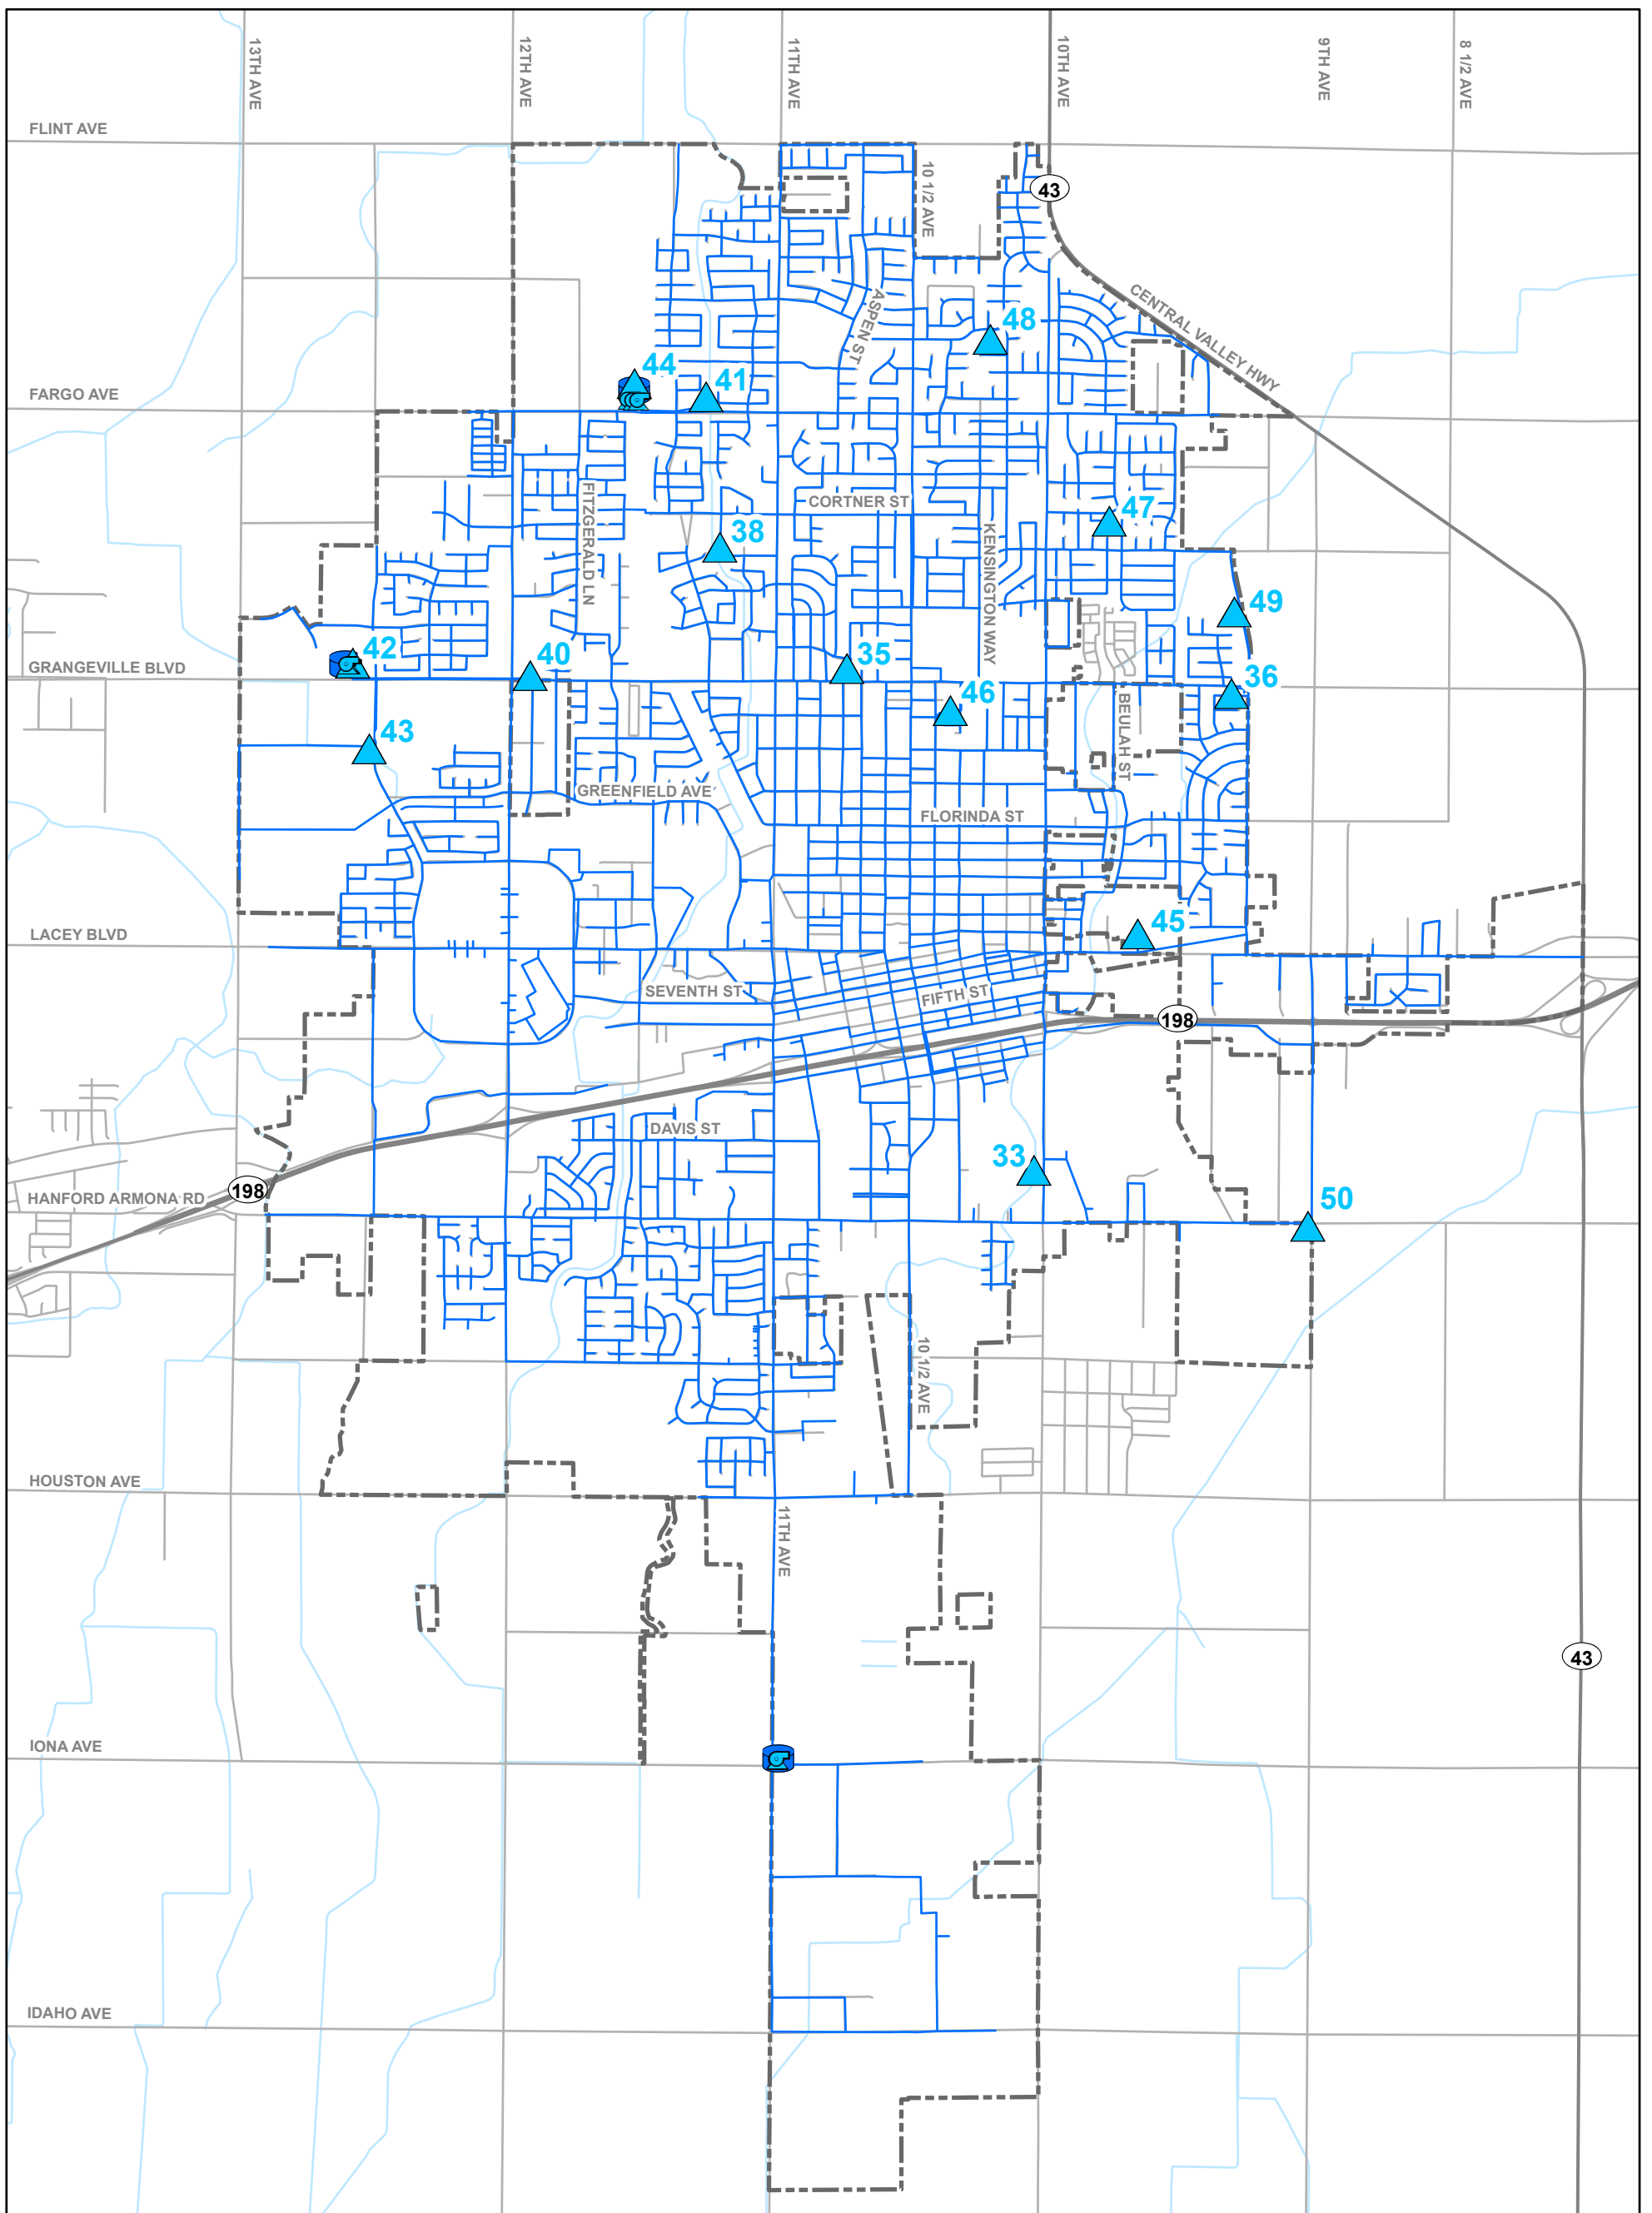 13TH AVE
12TH AVE
11TH AVE
10TH AVE
9TH AVE
8 1/2 AVE
FLINT AVE
10 1/2 AVE
43
CENTRAL VALLEY HWY
ASPEN ST
48
44
41
FARGO AVE
CORTNER ST
47
FITZGERALD LN
38
KENSINGTON WAY
49
42
40
35
GRANGEVILLE BLVD
36
46
BEULAH ST
43
GREENFIELD AVE
FLORINDA ST
45
LACEY BLVD
SEVENTH ST
FIFTH ST
198
DAVIS ST
33
198
HANFORD ARMONA RD
50
10 1/2 AVE
HOUSTON AVE
11TH AVE
43
IONA AVE
IDAHO AVE